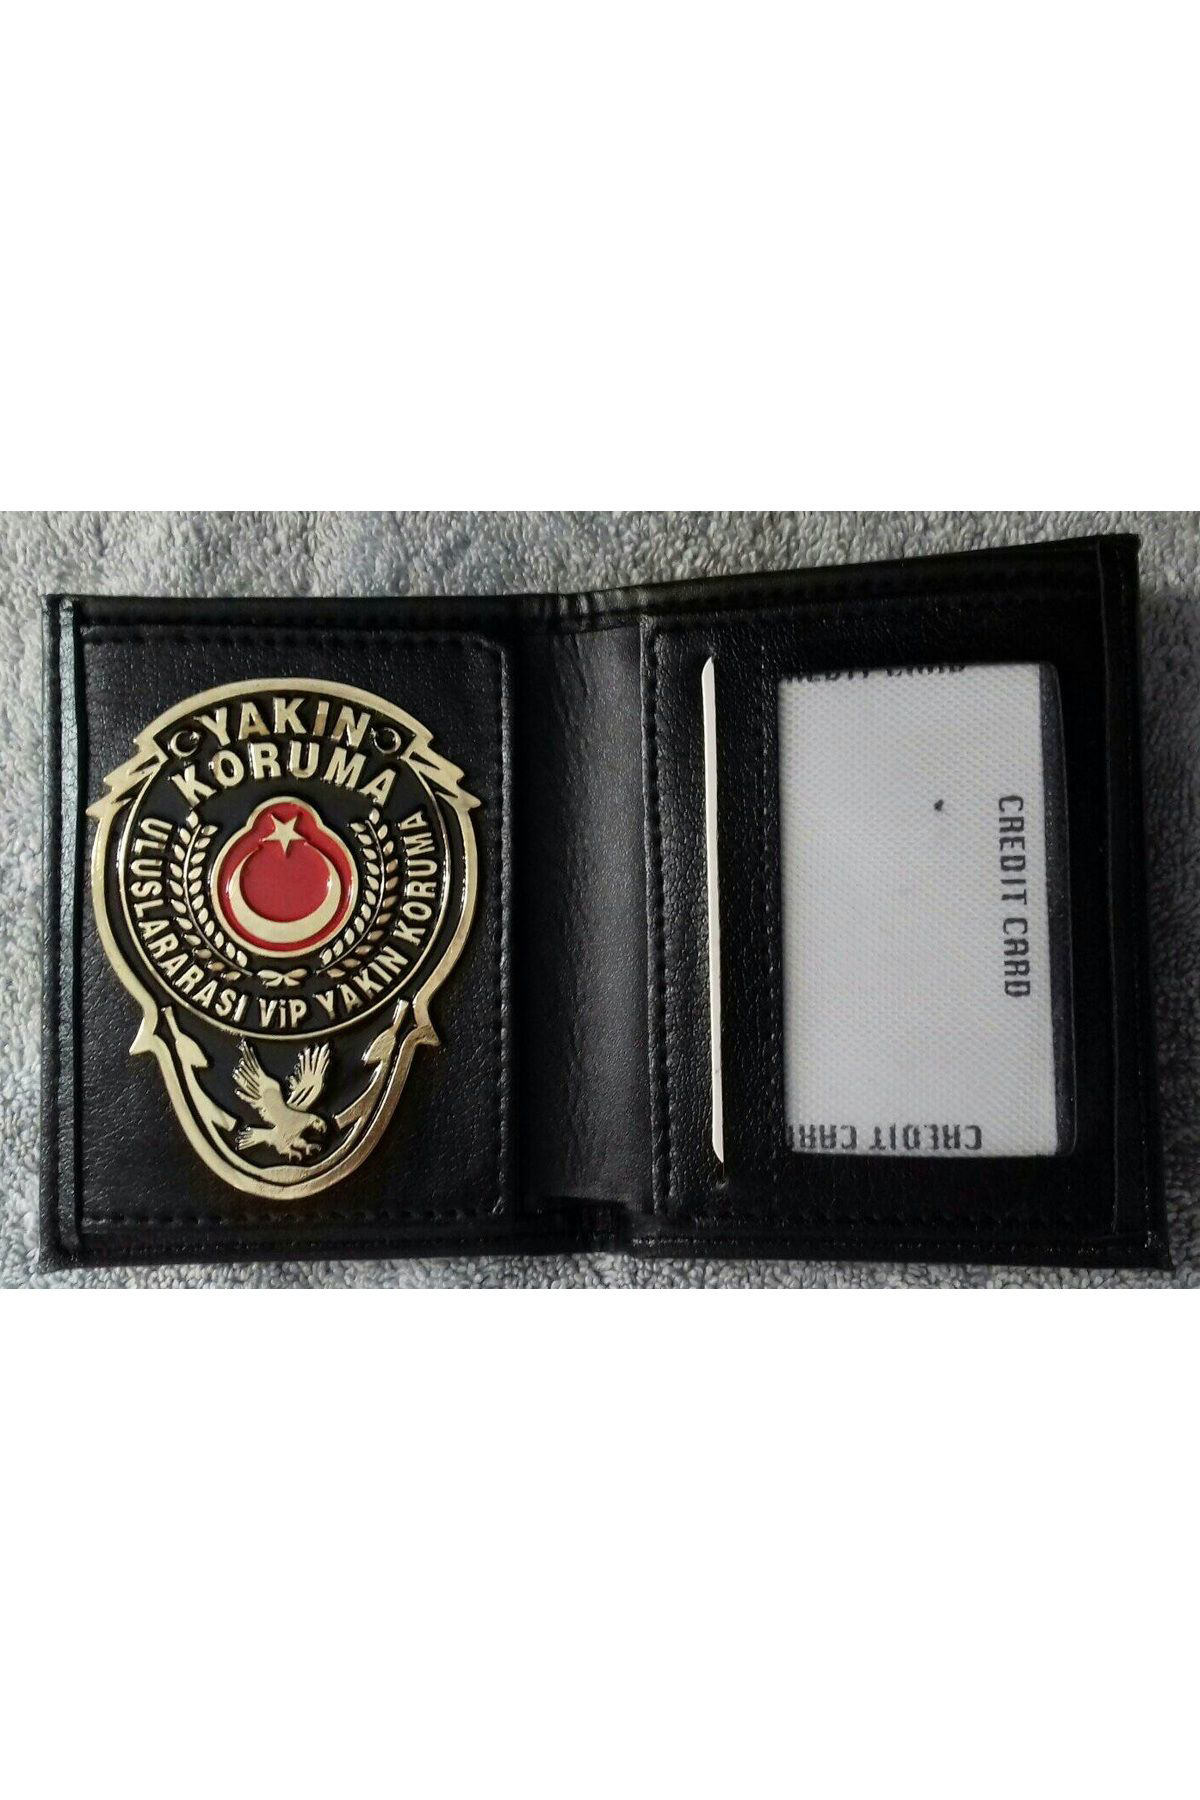 YAKIN
KORUMA
ULUSLARARASI ViP YAKIN KORUMA
CREDIT CARD
CREDIT CARD